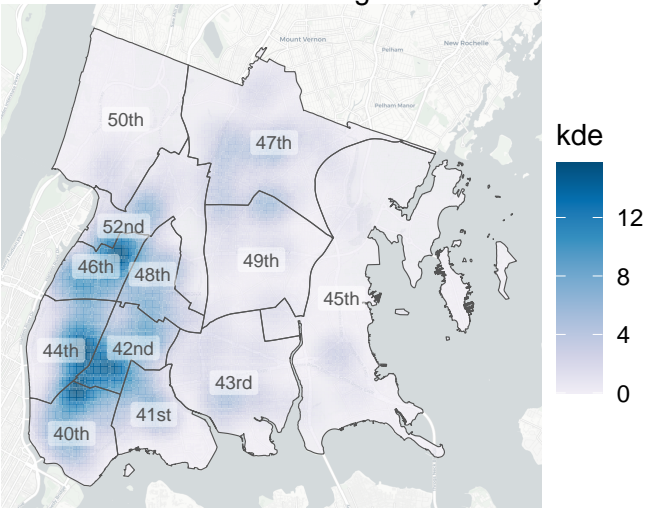 Mount Vernon
Pelham
New Rochelle
Pelham Manor
50th
47th
52nd
46th
48th
49th
45th
44th
42nd
43rd
41st
40th
kde
12
8
4
0